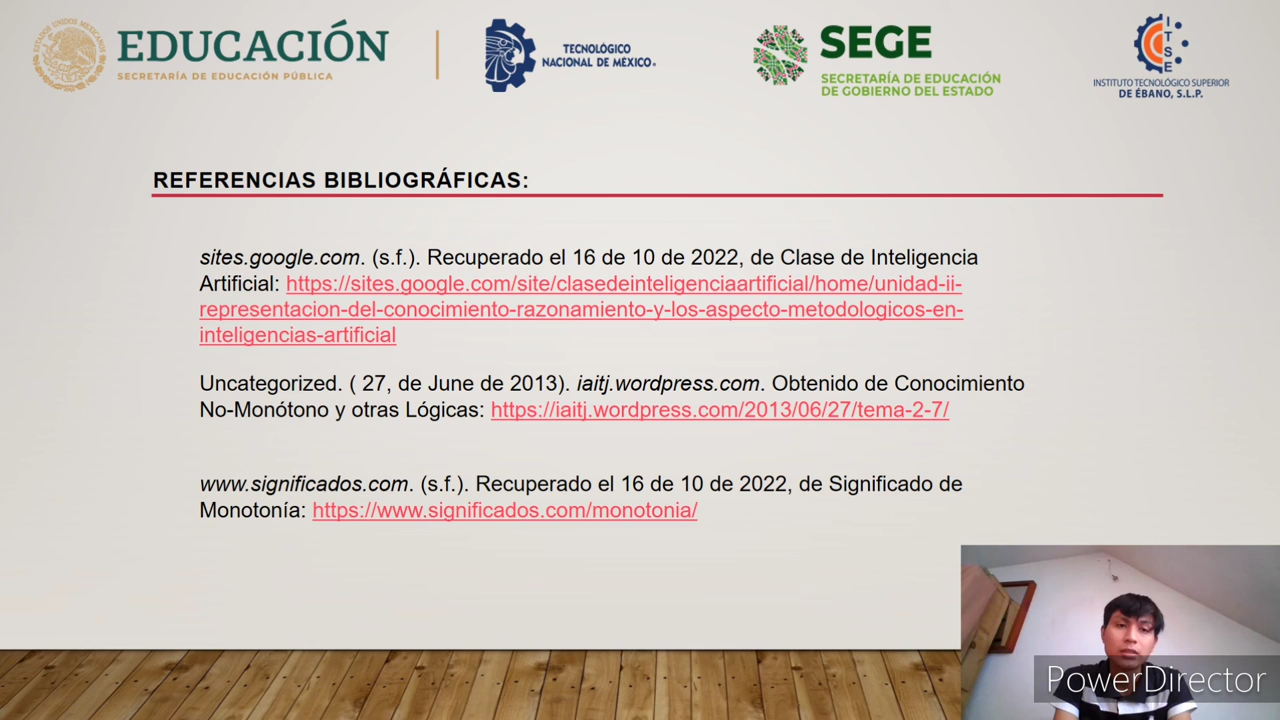 EDUCACIÓN
SECRETARÍA DE EDUCACIÓN PÚBLICA
ESTADOS UNIDOS MEXICANOS
TECNOLÓGICO
NACIONAL DE MÉXICO
SEGE
SECRETARÍA DE EDUCACIÓN
DE GOBIERNO DEL ESTADO
ITSE
INSTITUTO TECNOLÓGICO SUPERIOR
DE ÉBANO, S.L.P.
REFERENCIAS BIBLIOGRÁFICAS:
sites.google.com. (s.f.). Recuperado el 16 de 10 de 2022, de Clase de Inteligencia
Artificial: https://sites.google.com/site/clasedeinteligenciaartificial/home/unidad-ii-
representacion-del-conocimiento-razonamiento-y-los-aspecto-metodologicos-en-
inteligencias-artificial
Uncategorized. ( 27, de June de 2013). iaitj.wordpress.com. Obtenido de Conocimiento
No-Monótono y otras Lógicas: https://iaitj.wordpress.com/2013/06/27/tema-2-7/
www.significados.com. (s.f.). Recuperado el 16 de 10 de 2022, de Significado de
Monotonía: https://www.significados.com/monotonia/
PowerDirector